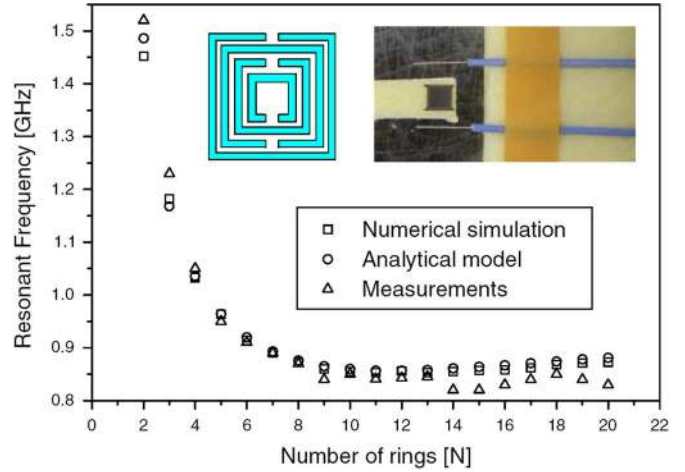 1.5
1.4
1.3
1.2
1.1
1.0
0.9
0.8
Resonant Frequency [GHz]
Numerical simulation
Analytical model
Measurements
0 2 4 6 8 10 12 14 16 18 20 22
Number of rings [N]